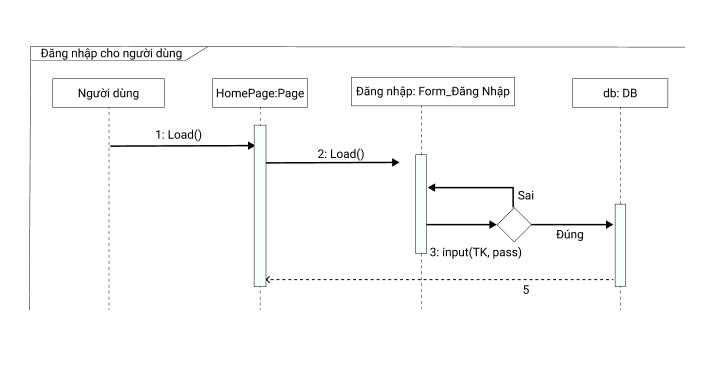 Đăng nhập cho người dùng
Người dùng
HomePage:Page
Đăng nhập: Form_Đăng Nhập
db: DB
1: Load()
2: Load()
Sai
Đúng
3: input(TK, pass)
5